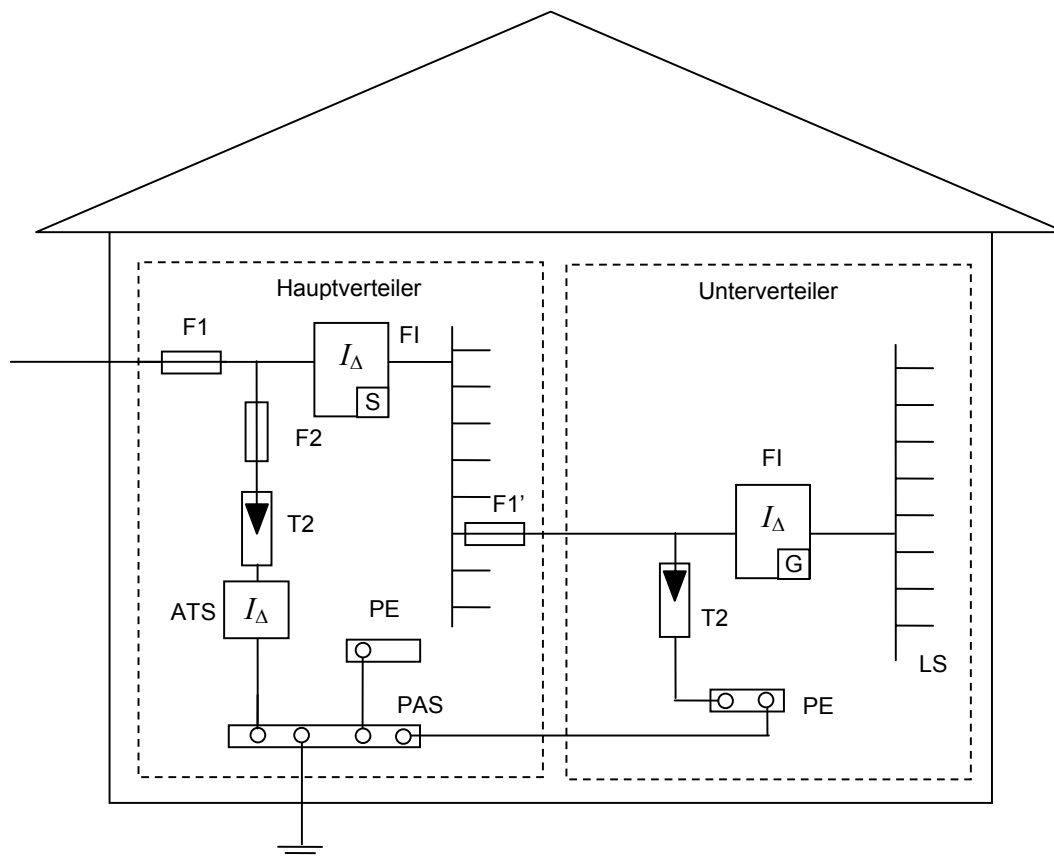 Hauptverteiler
Unterverteiler
F1
FI
I∆
S
F2
F1’
FI
T2
I∆
G
ATS
I∆
PE
T2
LS
PAS
PE